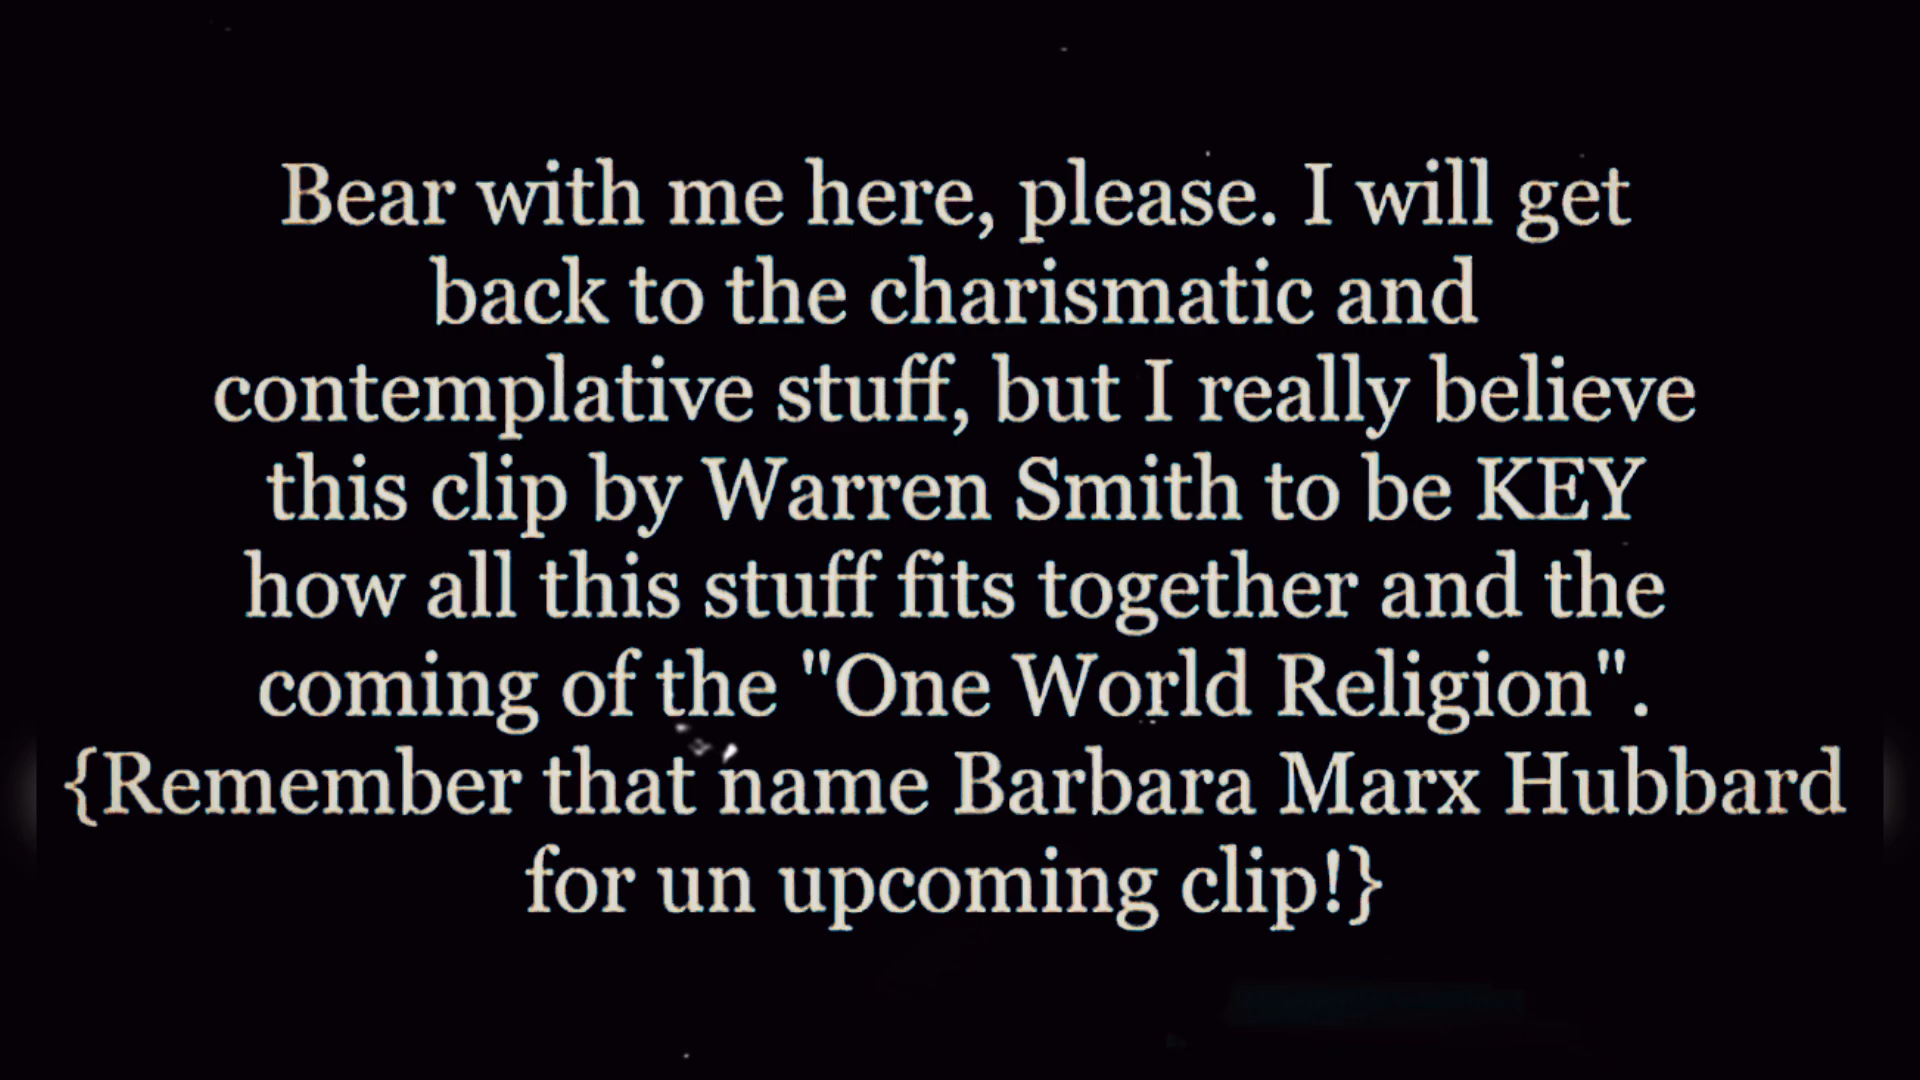 Bear with me here, please. I will get
back to the charismatic and
contemplative stuff, but I really believe
this clip by Warren Smith to be KEY
how all this stuff fits together and the
coming of the "One World Religion".
{Remember that name Barbara Marx Hubbard
for un upcoming clip!}